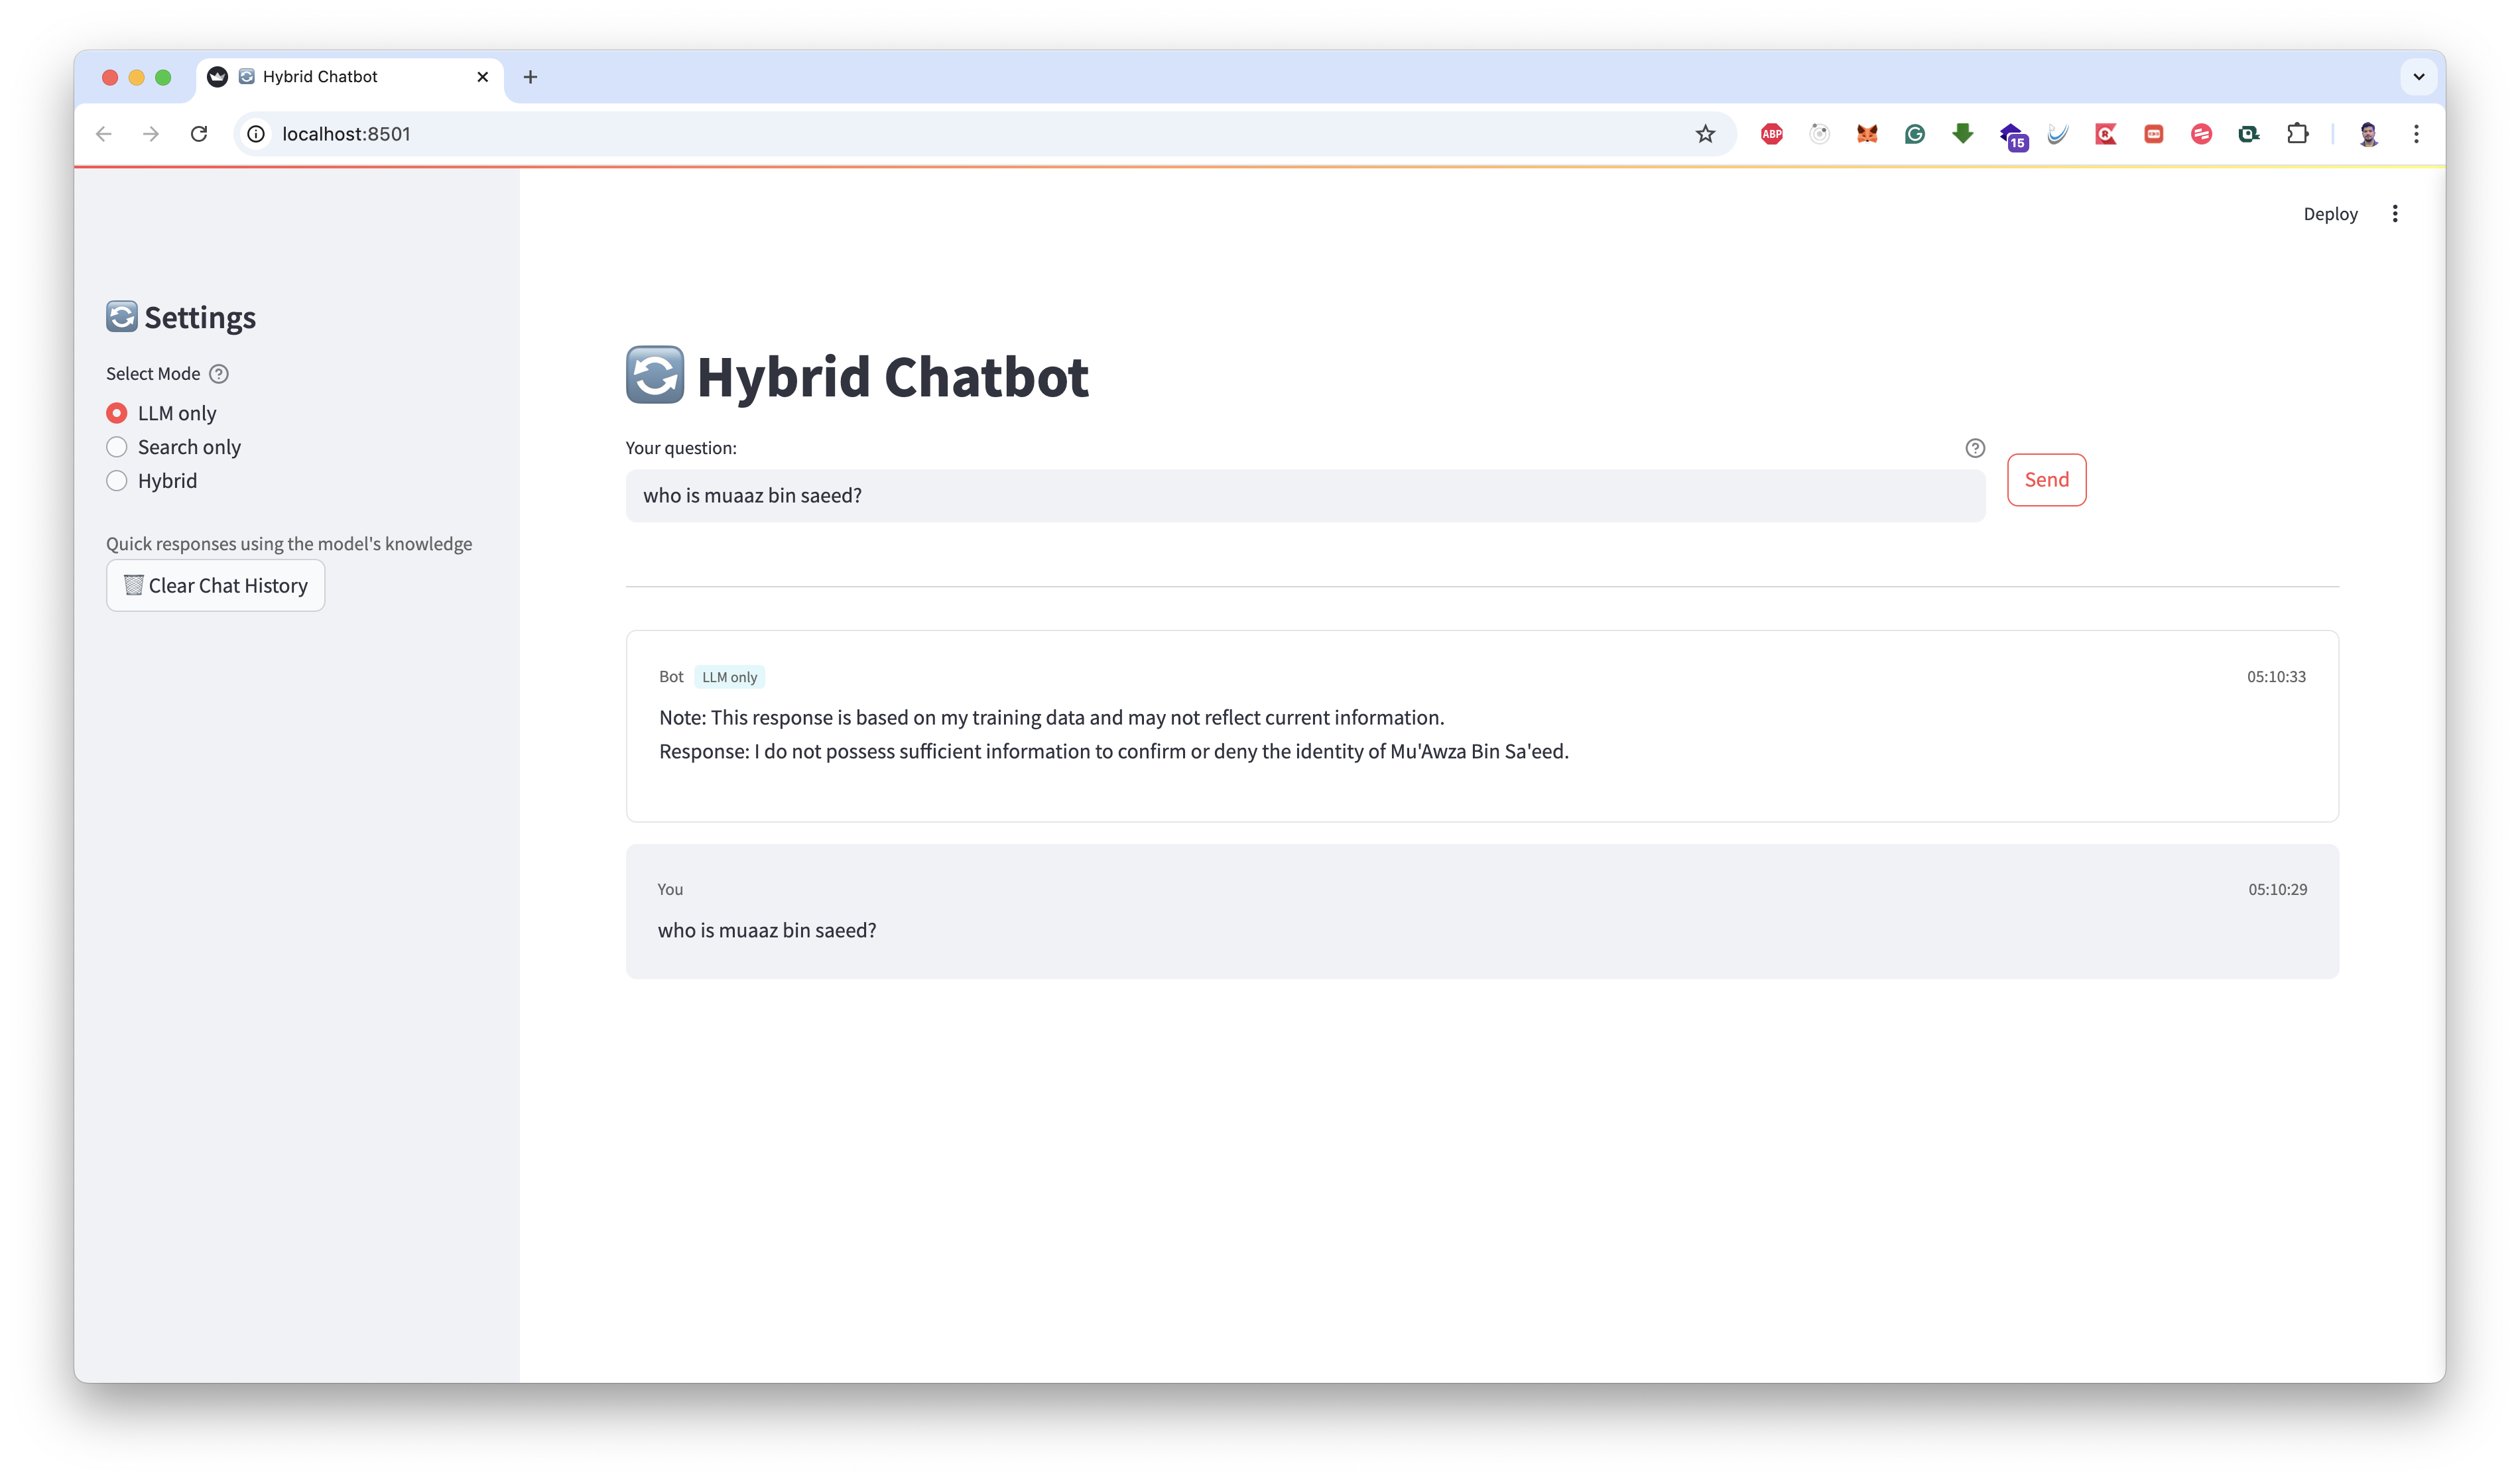 Hybrid Chatbot
localhost:8501
ABP
15
Deploy
Settings
Select Mode
LLM only
Search only
Hybrid
Quick responses using the model's knowledge
Clear Chat History
Hybrid Chatbot
Your question:
who is muaaz bin saeed?
Send
Bot LLM only 05:10:33
Note: This response is based on my training data and may not reflect current information.
Response: I do not possess sufficient information to confirm or deny the identity of Mu'Awza Bin Sa'eed.
You 05:10:29
who is muaaz bin saeed?